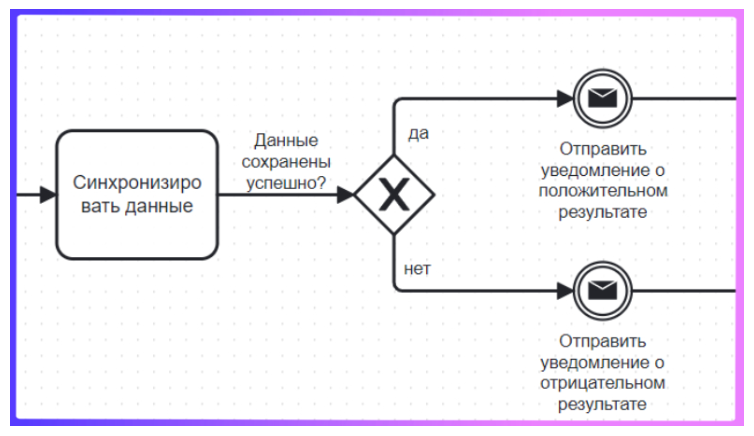 Данные
сохранены
успешно?
Синхронизиро
вать данные
да
Отправить
уведомление о
положительном
результате
нет
Отправить
уведомление о
отрицательном
результате